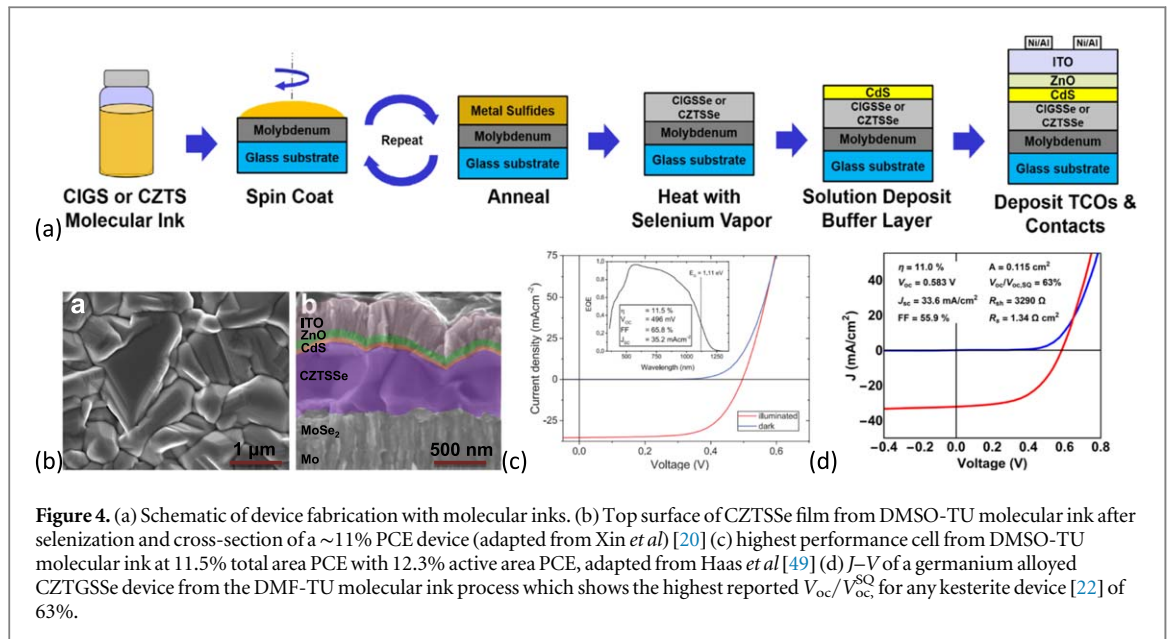 Ni/Al Ni/Al
ITO
ZnO
CdS
CIGSSe or
CZTSSe
Molybdenum
Glass substrate
CdS
CIGSSe or
CZTSSe
Molybdenum
Glass substrate
CIGSSe or
CZTSSe
Molybdenum
Glass substrate
Metal Sulfides
Molybdenum
Glass substrate
Repeat
Molybdenum
Glass substrate
CIGS or CZTS
Molecular Ink
Spin Coat
Anneal
Heat with
Selenium Vapor
Solution Deposit
Buffer Layer
Deposit TCOs &
Contacts
(a)
a
1 µm
(b)
b
ITO
ZnO
CdS
CZTSSe
MoSe2
Mo
500 nm
(c)
75
50
25
0
-25
Current density (mAcm-2)
0.0 0.2 0.4 0.6
Voltage (V)
illuminated
dark
1.0
0.8
0.6
0.4
0.2
0.0
EQE
500 750 1000 1250
Wavelength (nm)
η = 11.5 %
VOC = 496 mV
FF = 65.8 %
JSC = 35.2 mAcm-2
(d)
η = 11.0 % A = 0.115 cm2
Voc = 0.583 V Voc/Voc,SQ = 63%
Jsc = 33.6 mA/cm2 Rsh = 3290 Ω
FF = 55.9 % Rs = 1.34 Ω cm2
40
20
0
-20
-40
J (mA/cm2)
−0.4 −0.2 0.0 0.2 0.4 0.6 0.8
Voltage (V)
Figure 4. (a) Schematic of device fabrication with molecular inks. (b) Top surface of CZTSSe film from DMSO-TU molecular ink after
selenization and cross-section of a ∼11% PCE device (adapted from Xin et al) [20] (c) highest performance cell from DMSO-TU
molecular ink at 11.5% total area PCE with 12.3% active area PCE, adapted from Haas et al [49] (d) J–V of a germanium alloyed
CZTGSSe device from the DMF-TU molecular ink process which shows the highest reported Voc/VocSQ, for any kesterite device [22] of
63%.